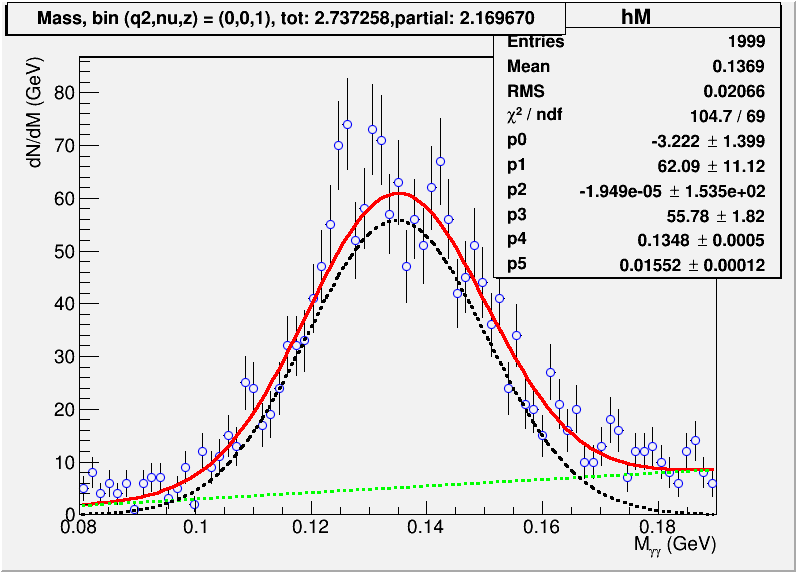 Mass, bin (q2,nu,z) = (0,0,1), tot: 2.737258,partial: 2.169670
hM
Entries 1999
Mean 0.1369
RMS 0.02066
χ² / ndf 104.7 / 69
p0 -3.222 ± 1.399
p1 62.09 ± 11.12
p2 -1.949e-05 ± 1.535e+02
p3 55.78 ± 1.82
p4 0.1348 ± 0.0005
p5 0.01552 ± 0.00012
dN/dM (GeV)
80
70
60
50
40
30
20
10
0
0.08 0.1 0.12 0.14 0.16 0.18
Mγγ (GeV)